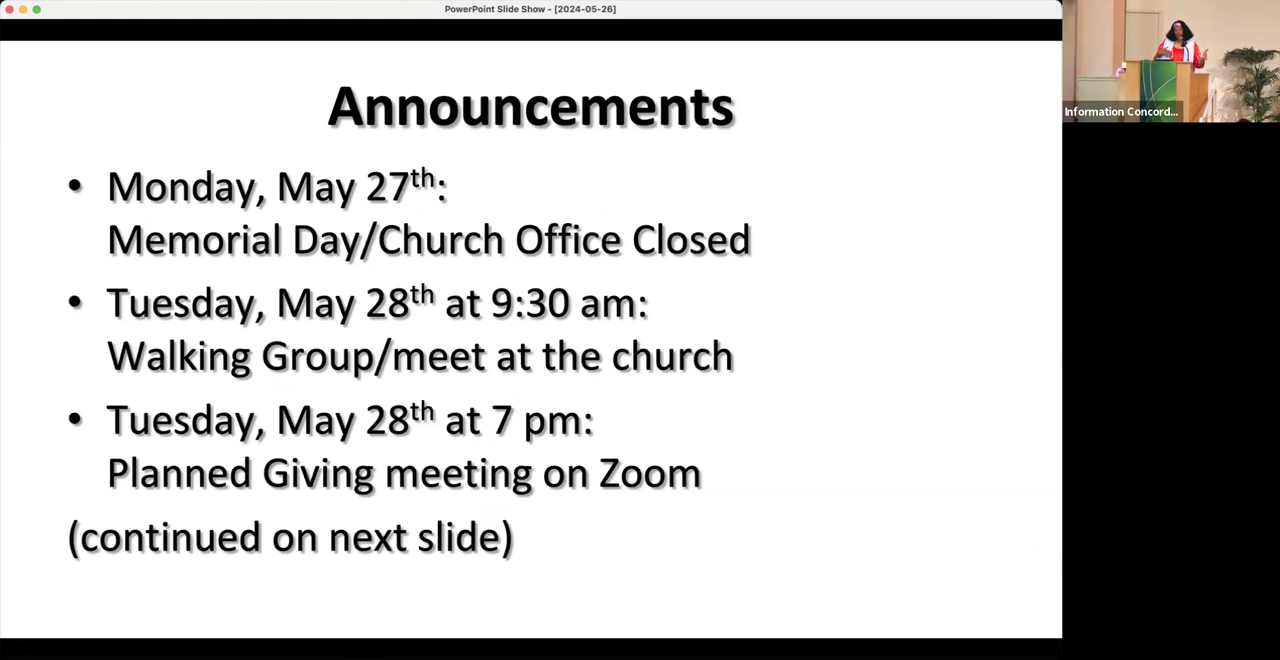 PowerPoint Slide Show - [2024-05-26]
Announcements
• Monday, May 27th:
Memorial Day/Church Office Closed
• Tuesday, May 28th at 9:30 am:
Walking Group/meet at the church
• Tuesday, May 28th at 7 pm:
Planned Giving meeting on Zoom
(continued on next slide)
Information Concord...